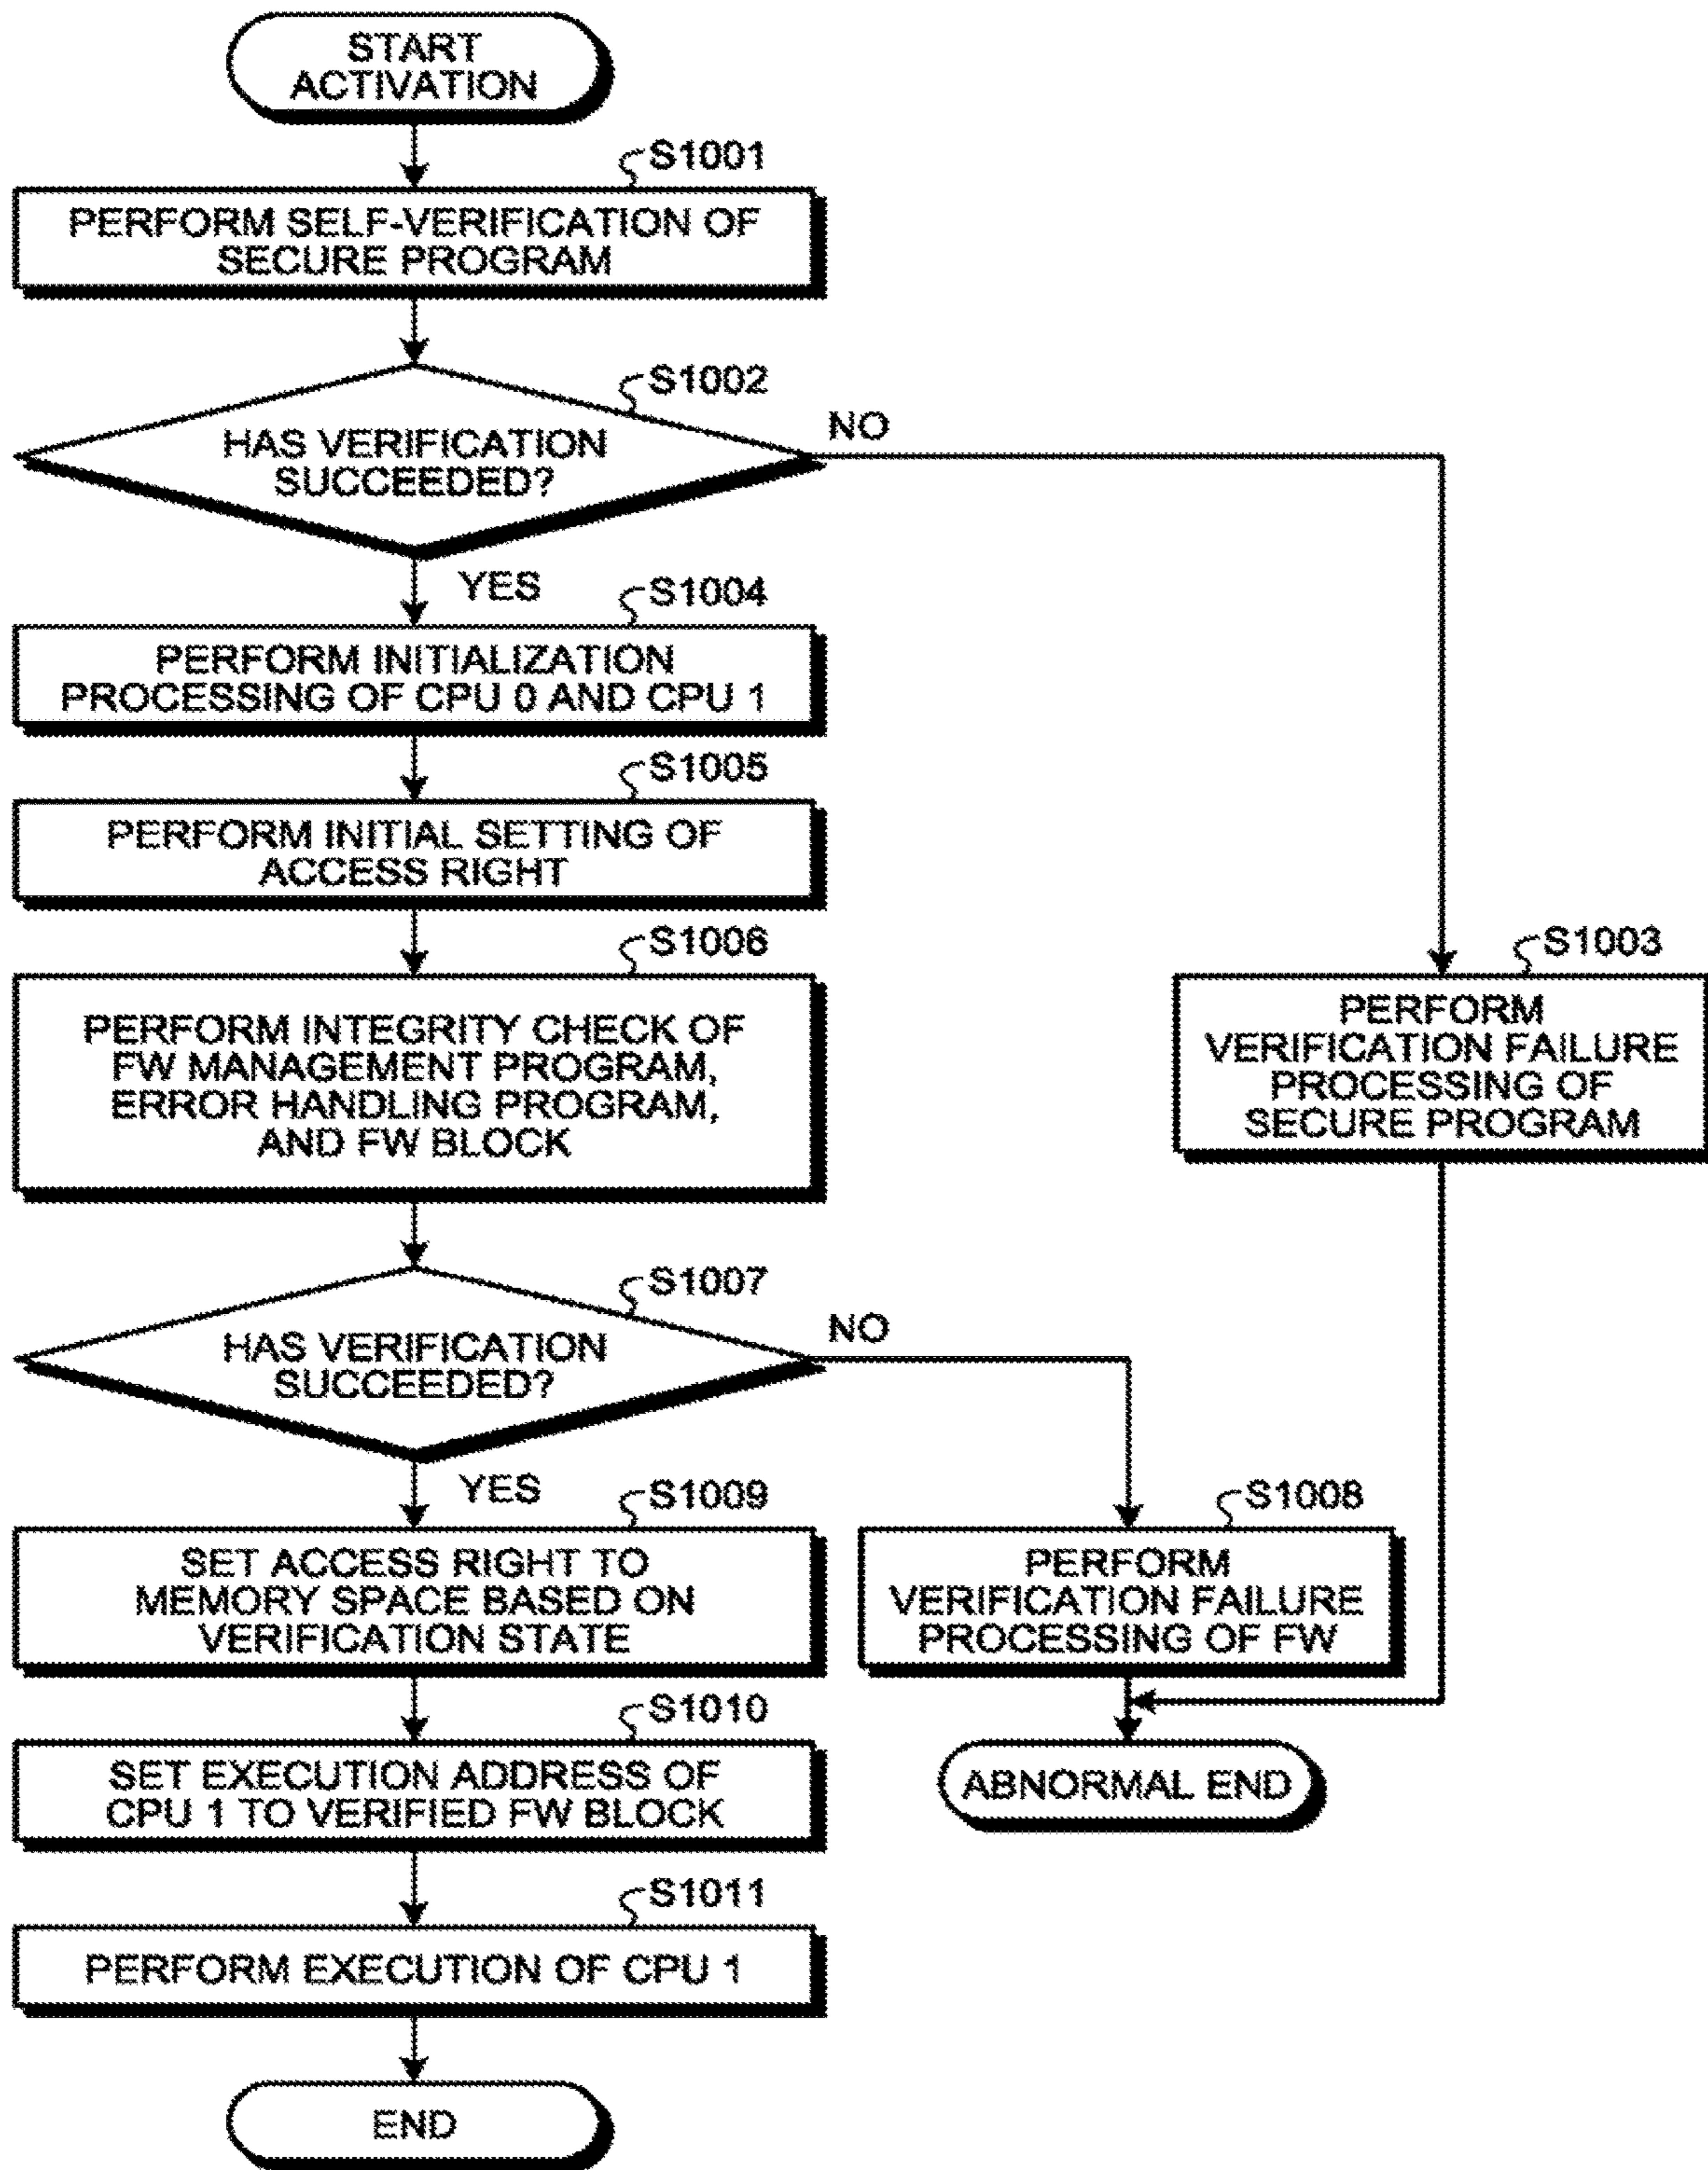 START
ACTIVATION
S1001
PERFORM SELF-VERIFICATION OF
SECURE PROGRAM
S1002
HAS VERIFICATION
SUCCEEDED?
NO
YES
S1004
PERFORM INITIALIZATION
PROCESSING OF CPU 0 AND CPU 1
S1005
PERFORM INITIAL SETTING OF
ACCESS RIGHT
S1006
PERFORM INTEGRITY CHECK OF
FW MANAGEMENT PROGRAM,
ERROR HANDLING PROGRAM,
AND FW BLOCK
S1003
PERFORM
VERIFICATION FAILURE
PROCESSING OF
SECURE PROGRAM
S1007
HAS VERIFICATION
SUCCEEDED?
NO
YES
S1009
SET ACCESS RIGHT TO
MEMORY SPACE BASED ON
VERIFICATION STATE
S1008
PERFORM
VERIFICATION FAILURE
PROCESSING OF FW
S1010
SET EXECUTION ADDRESS OF
CPU 1 TO VERIFIED FW BLOCK
ABNORMAL END
S1011
PERFORM EXECUTION OF CPU 1
END